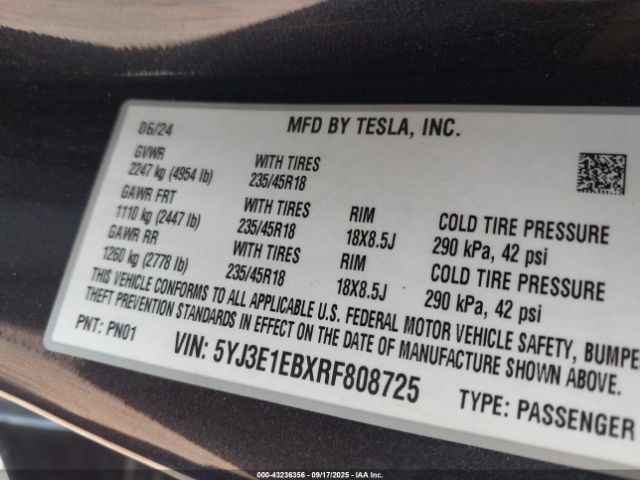 06/24 MFD BY TESLA, INC.
GVWR
2247 kg (4954 lb) WITH TIRES 235/45R18
GAWR FRT
1110 kg (2447 lb) WITH TIRES 235/45R18 RIM 18X8.5J COLD TIRE PRESSURE 290 kPa, 42 psi
GAWR RR
1260 kg (2778 lb) WITH TIRES 235/45R18 RIM 18X8.5J COLD TIRE PRESSURE 290 kPa, 42 psi
THIS VEHICLE CONFORMS TO ALL APPLICABLE U.S. FEDERAL MOTOR VEHICLE SAFETY, BUMPE
THEFT PREVENTION STANDARDS IN EFFECT ON THE DATE OF MANUFACTURE SHOWN ABOVE.
PNT: PN01 VIN: 5YJ3E1EBXRF808725 TYPE: PASSENGER
000-43236356 - 09/17/2025 - IAA Inc.